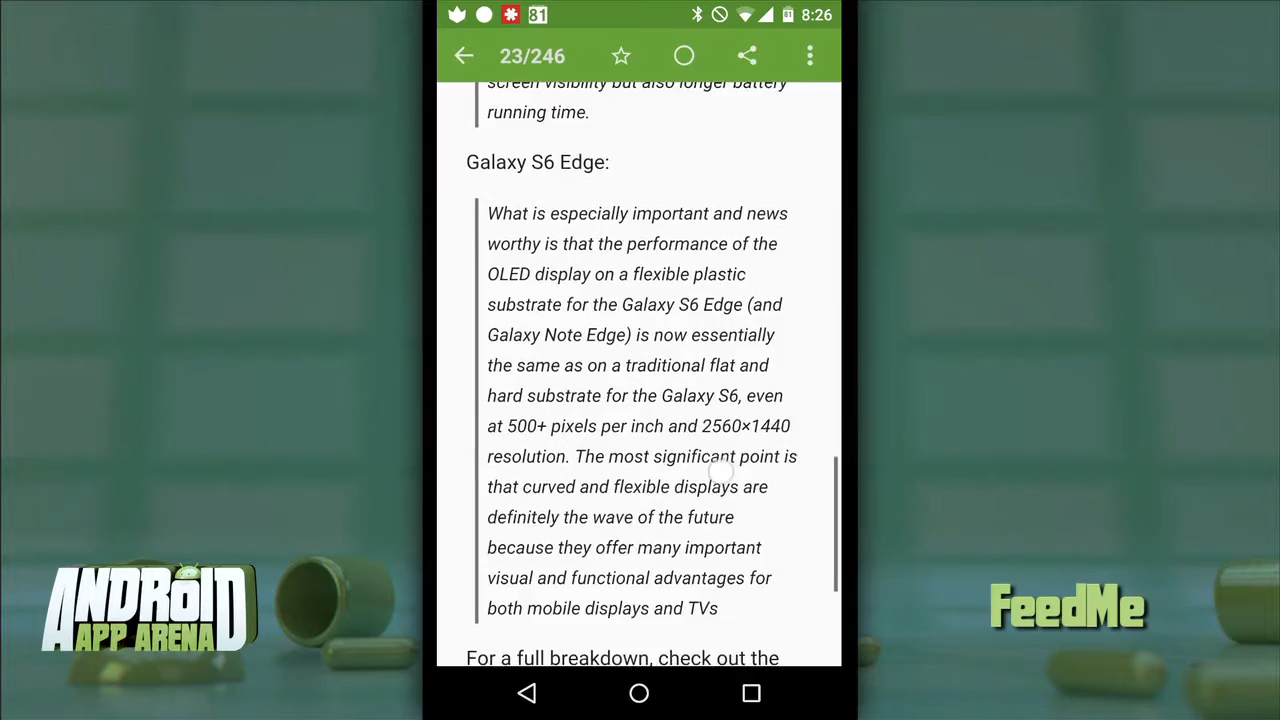 81
81 8:26
23/246
screen visibility but also longer battery
running time.
Galaxy S6 Edge:
What is especially important and news
worthy is that the performance of the
OLED display on a flexible plastic
substrate for the Galaxy S6 Edge (and
Galaxy Note Edge) is now essentially
the same as on a traditional flat and
hard substrate for the Galaxy S6, even
at 500+ pixels per inch and 2560×1440
resolution. The most significant point is
that curved and flexible displays are
definitely the wave of the future
because they offer many important
visual and functional advantages for
both mobile displays and TVs
For a full breakdown, check out the
ANDROID
APP ARENA
FeedMe